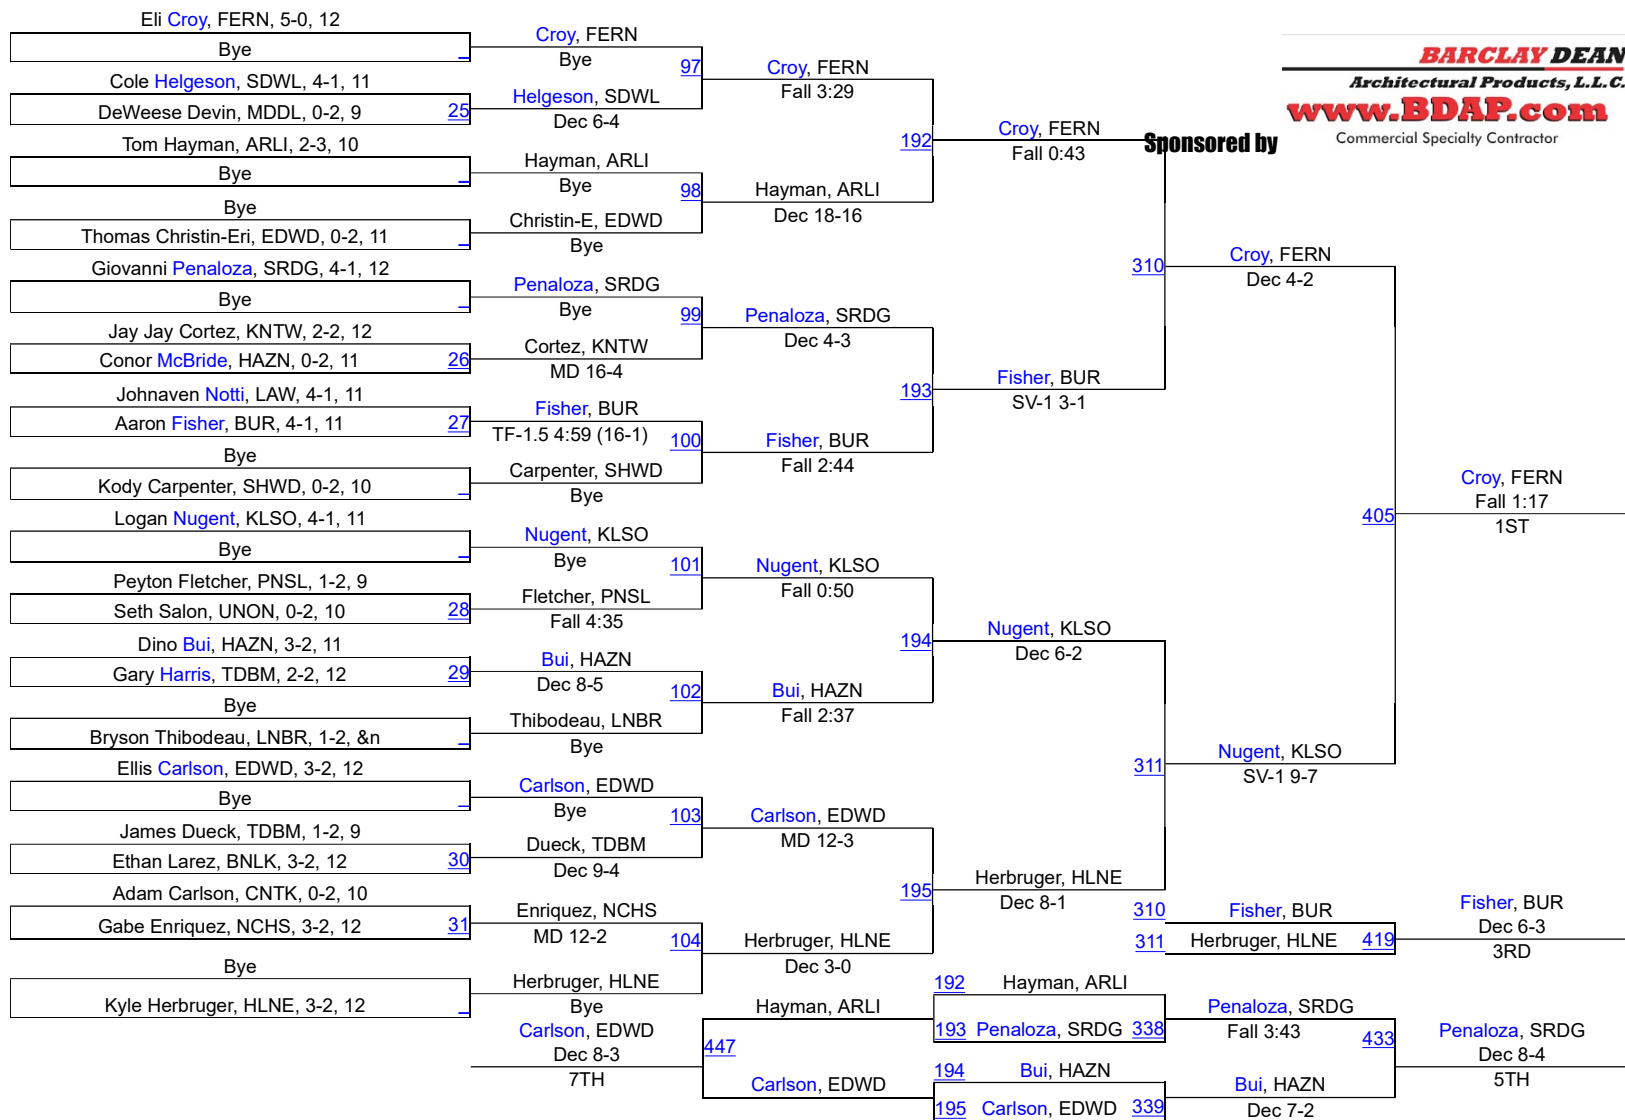 Eli Croy, FERN, 5-0, 12
Bye
Cole Helgeson, SDWL, 4-1, 11
DeWeese Devin, MDDL, 0-2, 9 25
Tom Hayman, ARLI, 2-3, 10
Bye
Bye
Thomas Christin-Eri, EDWD, 0-2, 11
Giovanni Penaloza, SRDG, 4-1, 12
Bye
Jay Jay Cortez, KNTW, 2-2, 12
Conor McBride, HAZN, 0-2, 11 26
Johnaven Notti, LAW, 4-1, 11
Aaron Fisher, BUR, 4-1, 11 27
Bye
Kody Carpenter, SHWD, 0-2, 10
Logan Nugent, KLSO, 4-1, 11
Bye
Peyton Fletcher, PNSL, 1-2, 9
Seth Salon, UNON, 0-2, 10 28
Dino Bui, HAZN, 3-2, 11
Gary Harris, TDBM, 2-2, 12 29
Bye
Bryson Thibodeau, LNBR, 1-2, &n
Ellis Carlson, EDWD, 3-2, 12
Bye
James Dueck, TDBM, 1-2, 9
Ethan Larez, BNLK, 3-2, 12 30
Adam Carlson, CNTK, 0-2, 10
Gabe Enriquez, NCHS, 3-2, 12 31
Bye
Kyle Herbruger, HLNE, 3-2, 12
Croy, FERN
Bye
97
Helgeson, SDWL
Dec 6-4
Hayman, ARLI
Bye
98
Christin-E, EDWD
Bye
Penaloza, SRDG
Bye
99
Cortez, KNTW
MD 16-4
Fisher, BUR
TF-1.5 4:59 (16-1)
100
Carpenter, SHWD
Bye
Nugent, KLSO
Bye
101
Fletcher, PNSL
Fall 4:35
Bui, HAZN
Dec 8-5
102
Thibodeau, LNBR
Bye
Carlson, EDWD
Bye
103
Dueck, TDBM
Dec 9-4
Enriquez, NCHS
MD 12-2
104
Herbruger, HLNE
Bye
Croy, FERN
Fall 3:29
192
Hayman, ARLI
Dec 18-16
Penaloza, SRDG
Dec 4-3
193
Fisher, BUR
Fall 2:44
Nugent, KLSO
Fall 0:50
194
Bui, HAZN
Fall 2:37
Carlson, EDWD
MD 12-3
195
Herbruger, HLNE
Dec 3-0
Croy, FERN
Fall 0:43
310
Fisher, BUR
SV-1 3-1
Nugent, KLSO
Dec 6-2
311
Herbruger, HLNE
Dec 8-1
Croy, FERN
Dec 4-2
405
Nugent, KLSO
SV-1 9-7
Croy, FERN
Fall 1:17
1ST
310 Fisher, BUR
311 Herbruger, HLNE 419
Fisher, BUR
Dec 6-3
3RD
192 Hayman, ARLI
193 Penaloza, SRDG 338
194 Bui, HAZN
195 Carlson, EDWD 339
Penaloza, SRDG
Fall 3:43
433
Bui, HAZN
Dec 7-2
Penaloza, SRDG
Dec 8-4
5TH
Hayman, ARLI
447
Carlson, EDWD
Carlson, EDWD
Dec 8-3
7TH
Sponsored by
BARCLAY DEAN
Architectural Products, L.L.C.
www.BDAP.com
Commercial Specialty Contractor